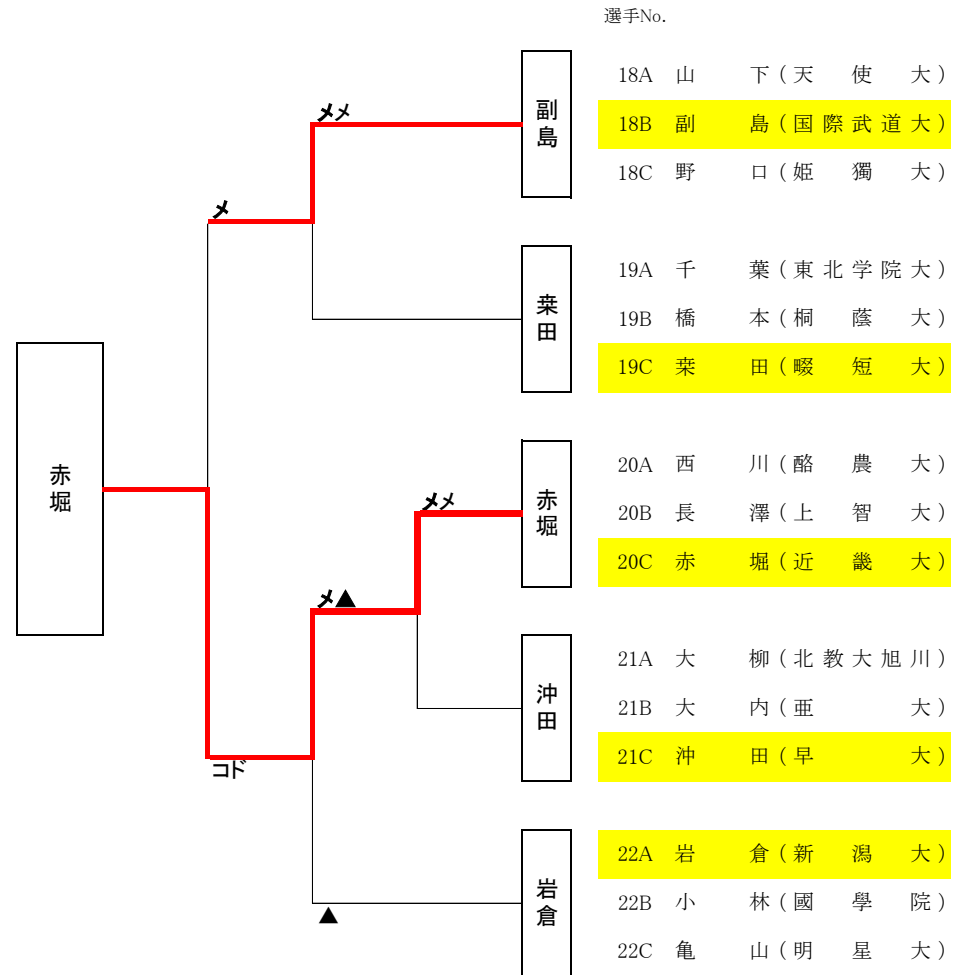 選手No.
18A 山下(天使大)
メメ
副島
18B 副島(国際武道大)
18C 野口(姫獨大)
メ
19A 千葉(東北学院大)
桒田
19B 橋本(桐蔭大)
19C 桒田(畷短大)
赤堀
20A 西川(酪農大)
メメ
赤堀
20B 長澤(上智大)
20C 赤堀(近畿大)
メ▲
21A 大柳(北教大旭川)
沖田
21B 大内(亜大)
21C 沖田(早大)
コド
22A 岩倉(新潟大)
岩倉
22B 小林(國學院)
▲
22C 亀山(明星大)